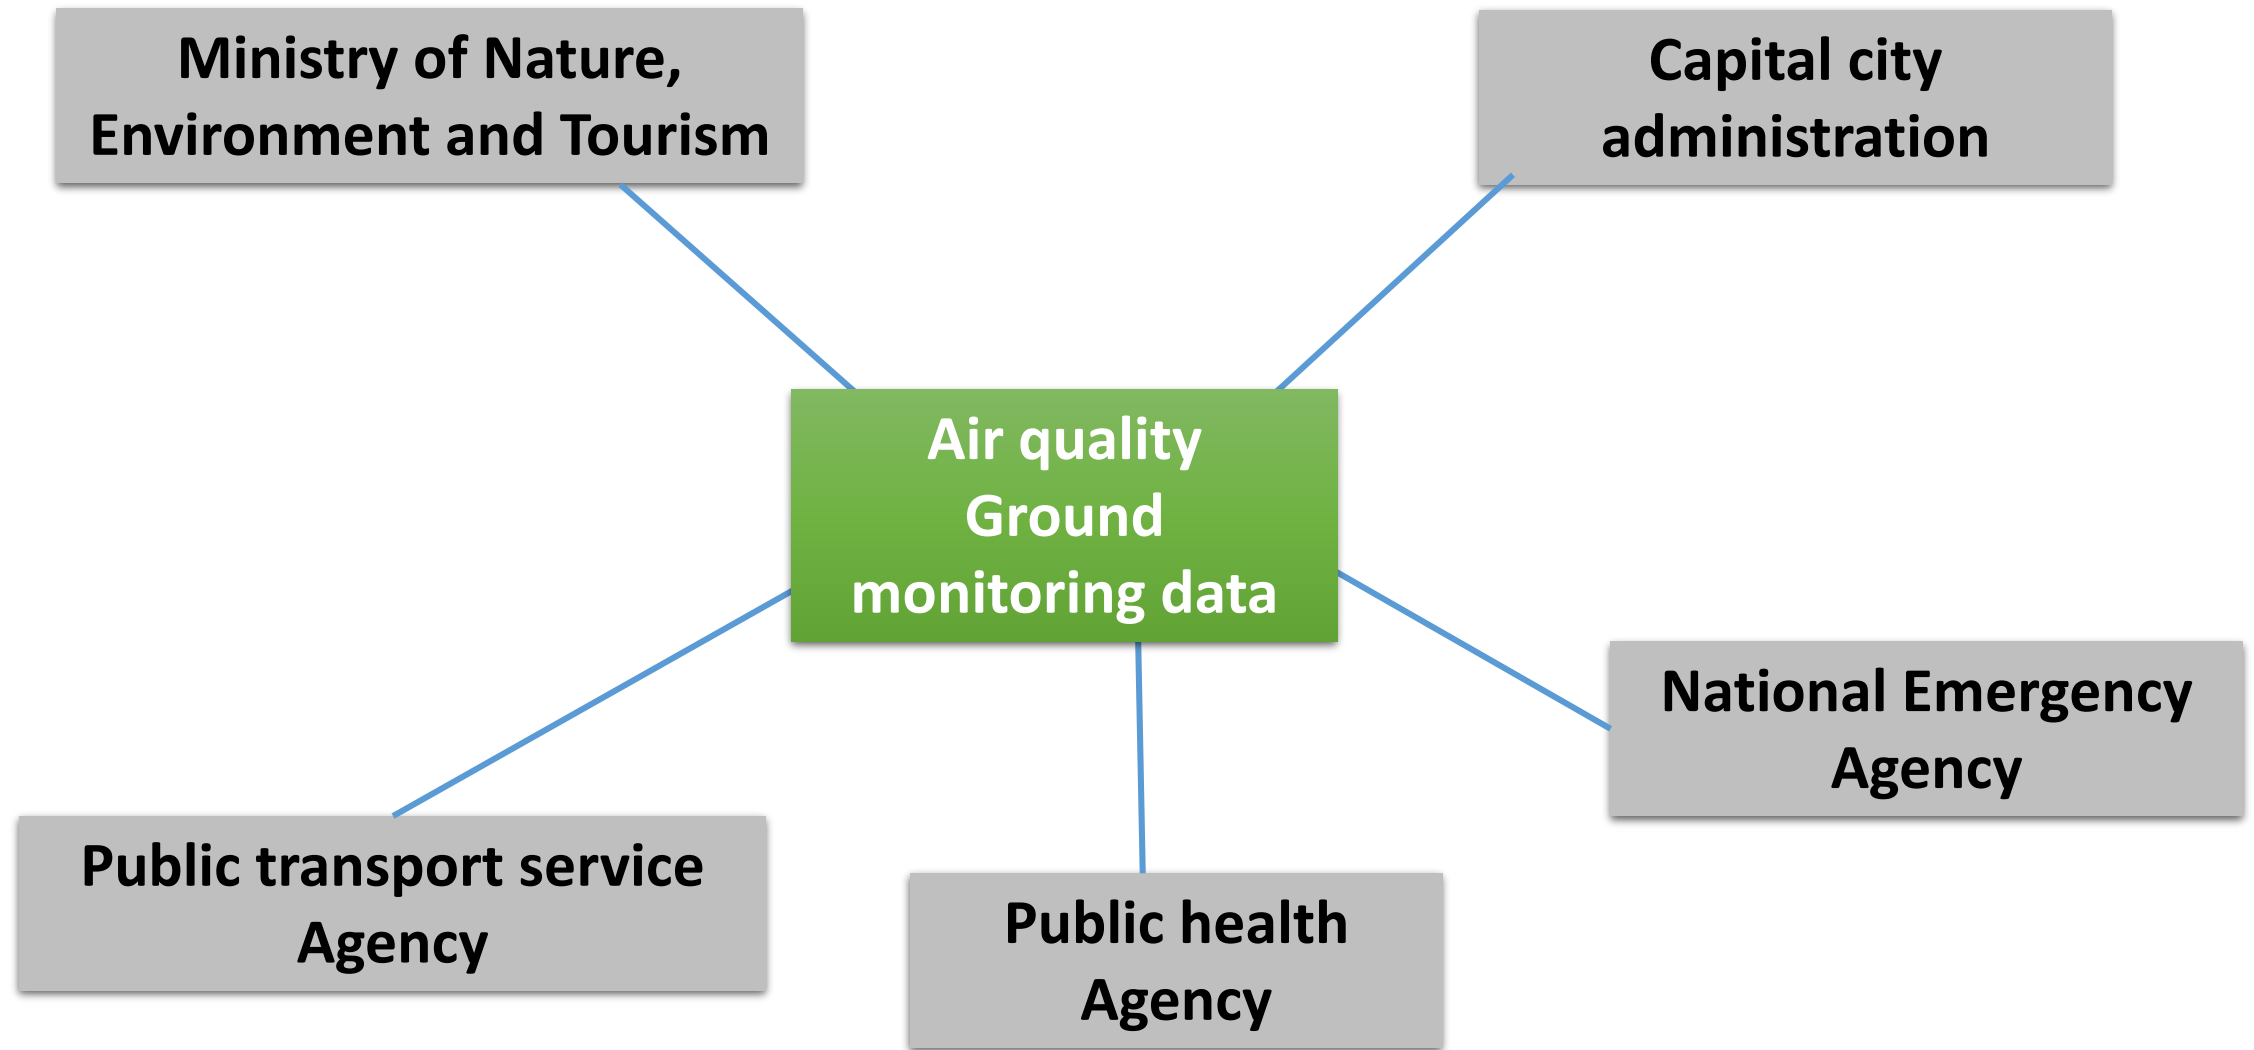 Ministry of Nature,
Environment and Tourism
Capital city
administration
Air quality
Ground
monitoring data
National Emergency
Agency
Public transport service
Agency
Public health
Agency